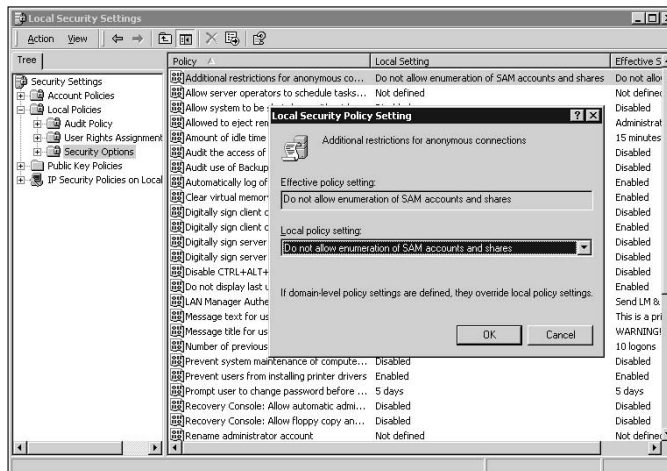 Local Security Settings
Action View
Tree
Policy Local Setting Effective S
Security Settings
Account Policies
Local Policies
Audit Policy
User Rights Assignment
Security Options
Public Key Policies
IP Security Policies on Local
Additional restrictions for anonymous co... Do not allow enumeration of SAM accounts and shares Do not allo
Allow server operators to schedule tasks... Not defined Not define
Allow system to be Disabled
Allowed to eject rem Administrat
Amount of idle time 15 minutes
Audit the access of Disabled
Audit use of Backup Disabled
Automatically log of Enabled
Clear virtual memor Enabled
Digitally sign client c Disabled
Digitally sign client c Enabled
Digitally sign server Disabled
Digitally sign server Disabled
Disable CTRL+ALT+ Disabled
Do not display last u Enabled
LAN Manager Authe Send LM &
Message text for us This is a pri
Message title for us WARNING!
Number of previous 10 logons
Prevent system maintenance of compute... Disabled Disabled
Prevent users from installing printer drivers Enabled Enabled
Prompt user to change password before ... 5 days 5 days
Recovery Console: Allow automatic admi... Disabled Disabled
Recovery Console: Allow floppy copy an... Disabled Disabled
Rename administrator account Not defined Not define
Local Security Policy Setting
Additional restrictions for anonymous connections
Effective policy setting:
Do not allow enumeration of SAM accounts and shares
Local policy setting:
Do not allow enumeration of SAM accounts and shares
If domain-level policy settings are defined, they override local policy settings.
OK Cancel